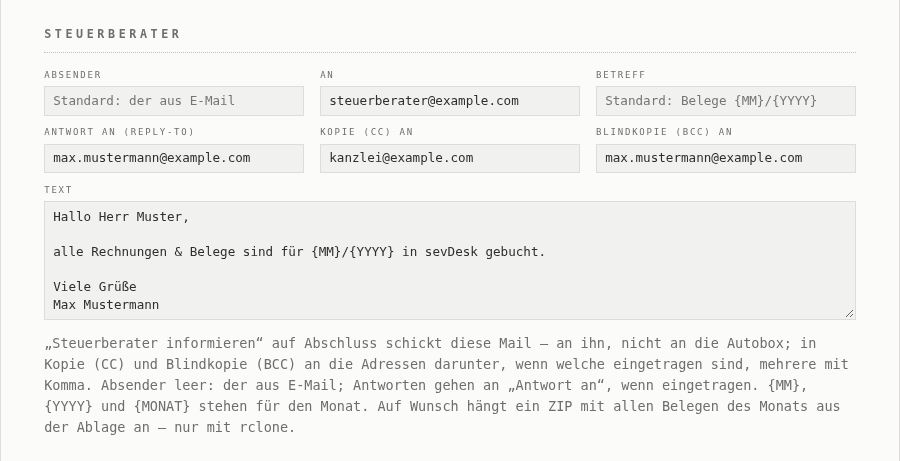 STEUERBERATER
ABSENDER
AN
BETREFF
Standard: der aus E-Mail
steuerberater@example.com
Standard: Belege {MM}/{YYYY}
ANTWORT AN (REPLY-TO)
KOPIE (CC) AN
BLINDKOPIE (BCC) AN
max.mustermann@example.com
kanzlei@example.com
max.mustermann@example.com
TEXT
Hallo Herr Muster,
alle Rechnungen & Belege sind für {MM}/{YYYY} in sevDesk gebucht.
Viele Grüße
Max Mustermann
„Steuerberater informieren“ auf Abschluss schickt diese Mail – an ihn, nicht an die Autobox; in
Kopie (CC) und Blindkopie (BCC) an die Adressen darunter, wenn welche eingetragen sind, mehrere mit
Komma. Absender leer: der aus E-Mail; Antworten gehen an „Antwort an“, wenn eingetragen. {MM},
{YYYY} und {MONAT} stehen für den Monat. Auf Wunsch hängt ein ZIP mit allen Belegen des Monats aus
der Ablage an – nur mit rclone.